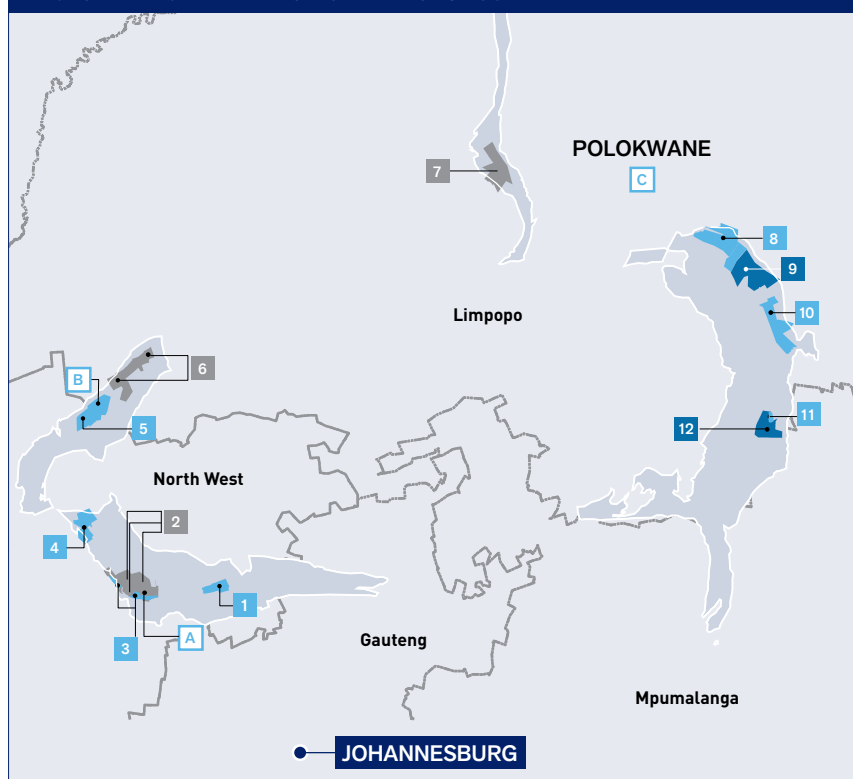 POLOKWANE
C
7
8
9
10
Limpopo
6
B
5
11
12
North West
2
4
1
3
A
Gauteng
Mpumalanga
JOHANNESBURG